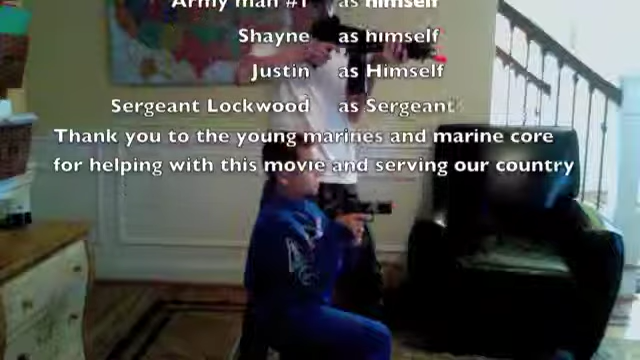 Army man #1 as himself
Shayne as himself
Justin as Himself
Sergeant Lockwood as Sergeant
Thank you to the young marines and marine core
for helping with this movie and serving our country